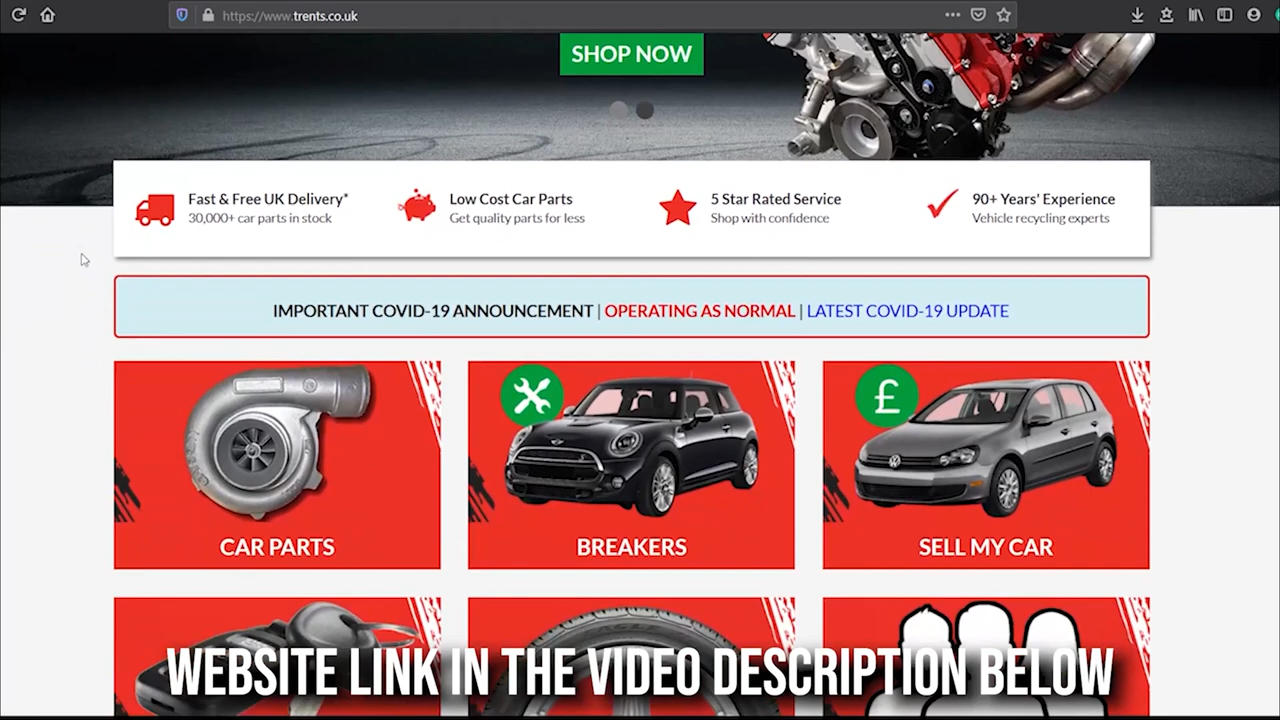 https://www.trents.co.uk
SHOP NOW
Fast & Free UK Delivery*
30,000+ car parts in stock
Low Cost Car Parts
Get quality parts for less
5 Star Rated Service
Shop with confidence
90+ Years' Experience
Vehicle recycling experts
IMPORTANT COVID-19 ANNOUNCEMENT | OPERATING AS NORMAL | LATEST COVID-19 UPDATE
CAR PARTS
BREAKERS
SELL MY CAR
WEBSITE LINK IN THE VIDEO DESCRIPTION BELOW